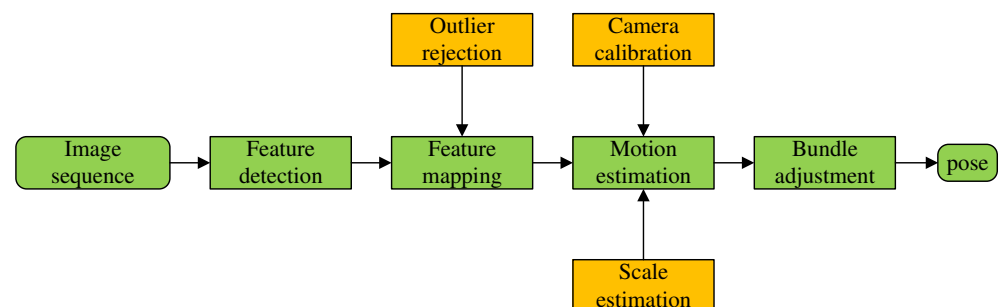 Outlier
rejection
Camera
calibration
Image
sequence
Feature
detection
Feature
mapping
Motion
estimation
Bundle
adjustment
pose
Scale
estimation